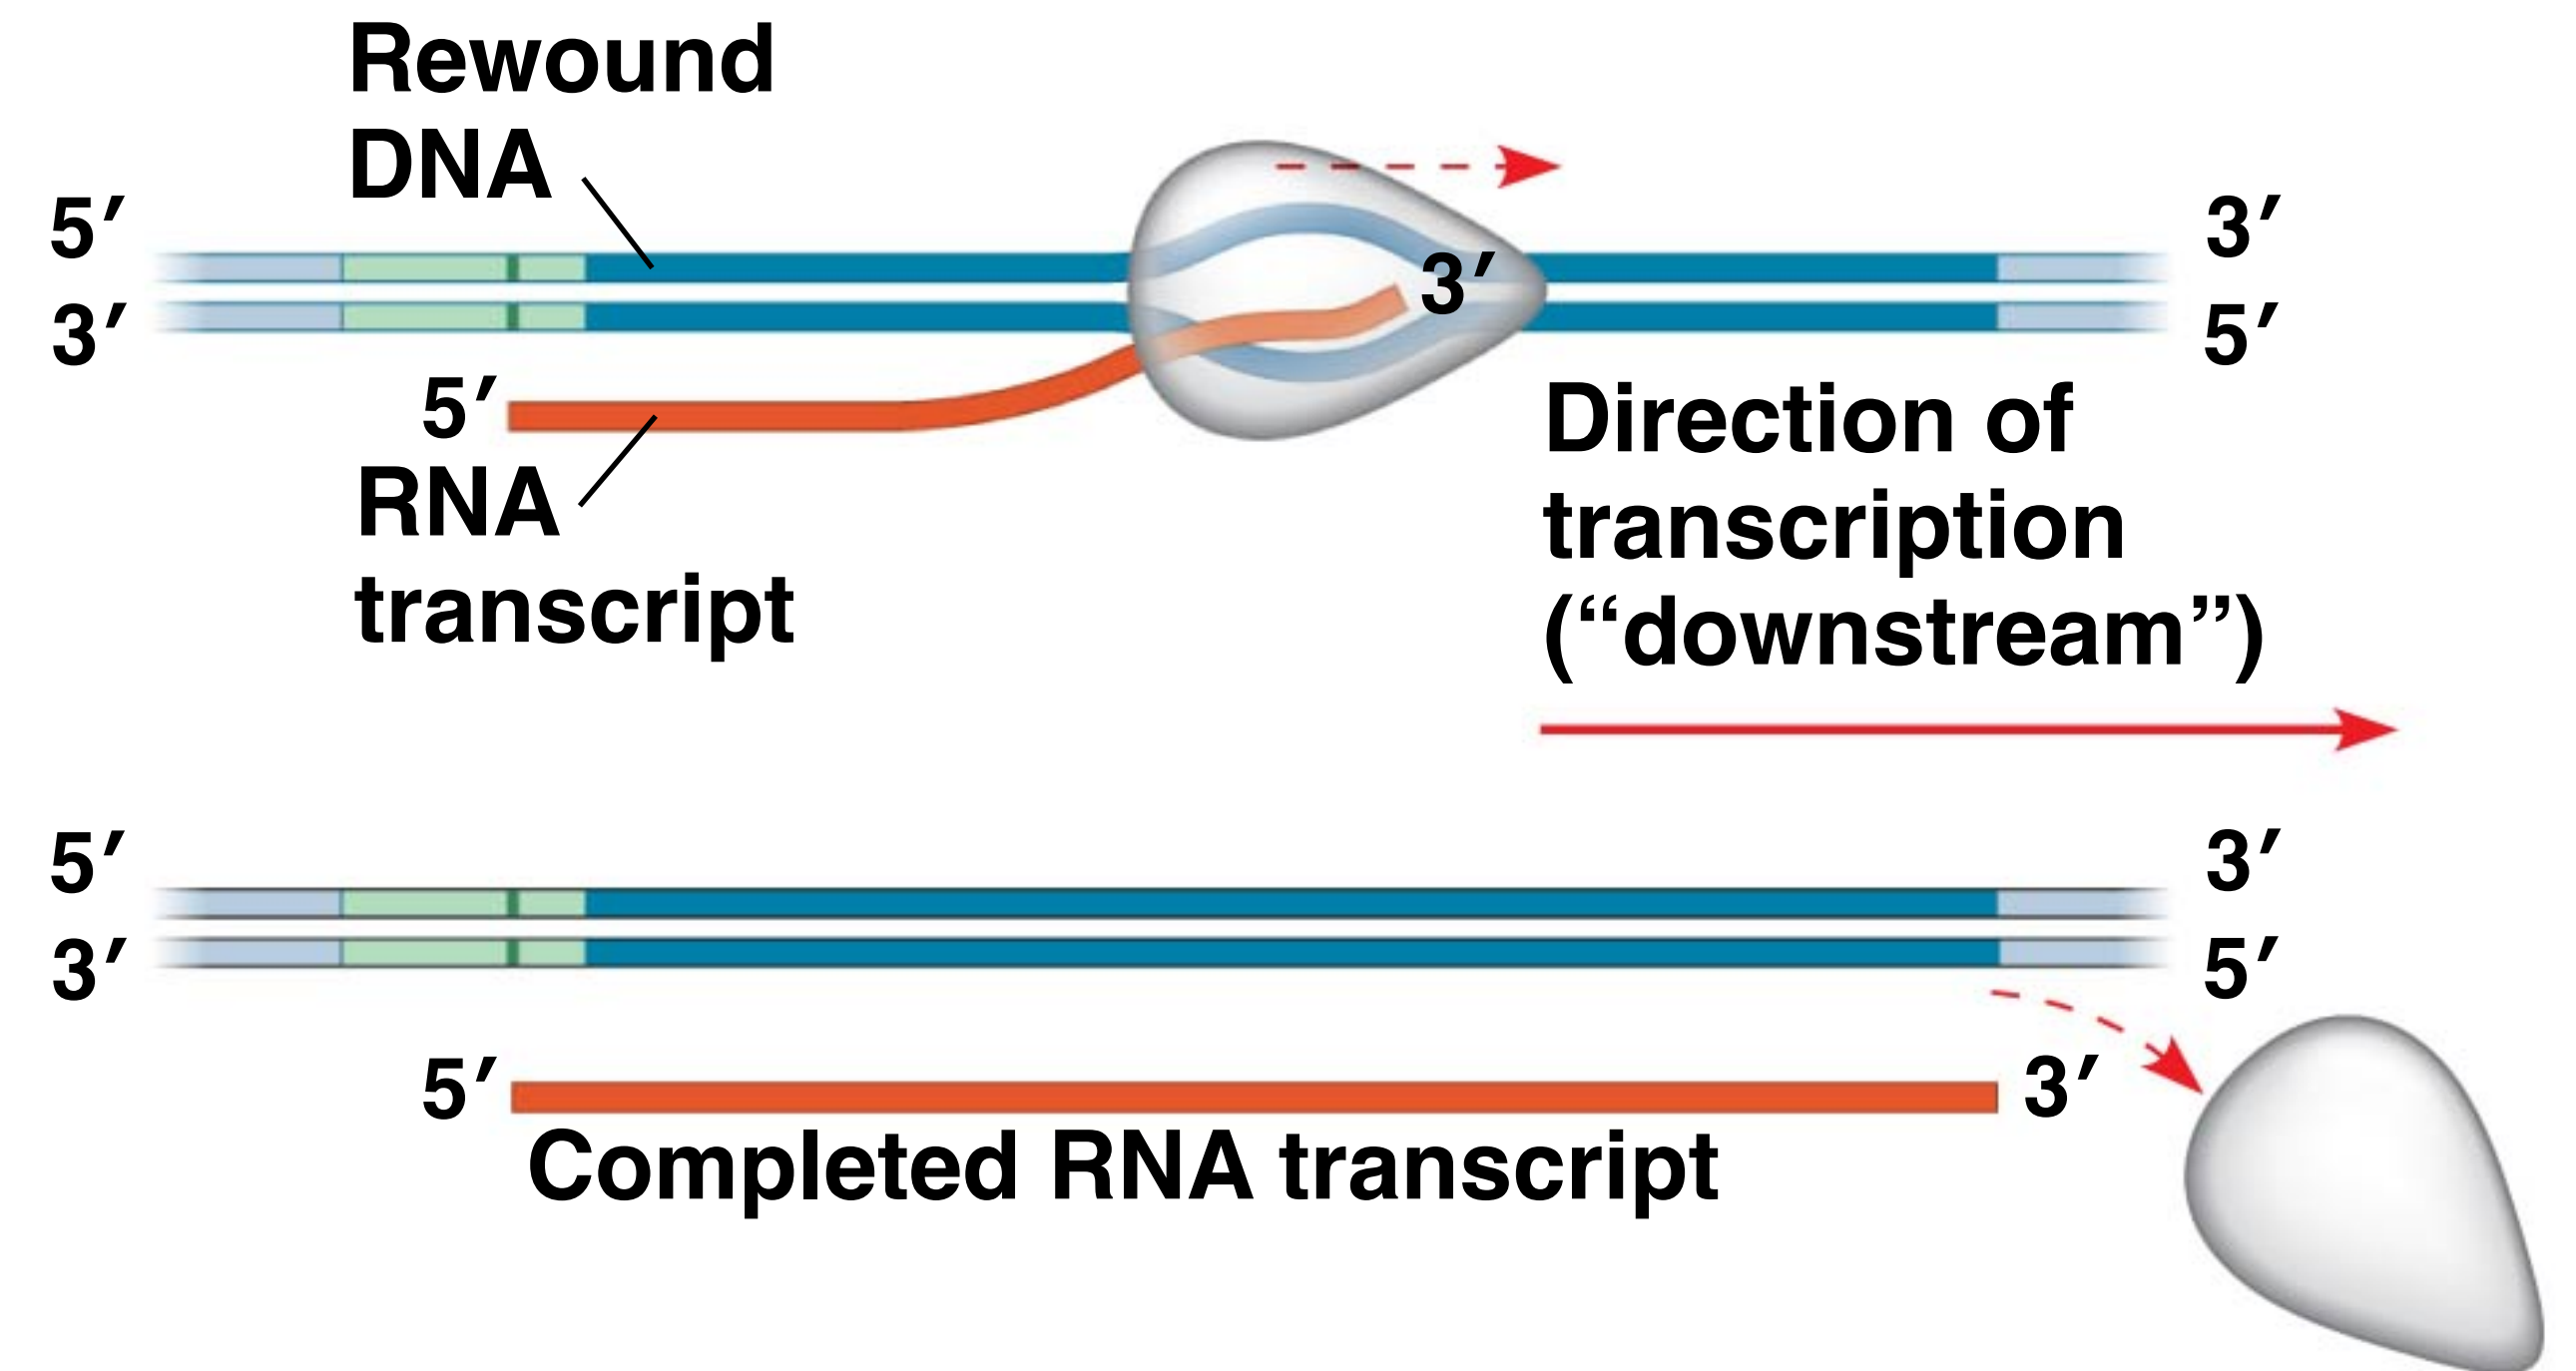 Rewound
DNA
5′
3′
3′
3′
5′
5′
RNA
transcript
Direction of
transcription
(“downstream”)
5′
3′
3′
5′
5′
3′
Completed RNA transcript